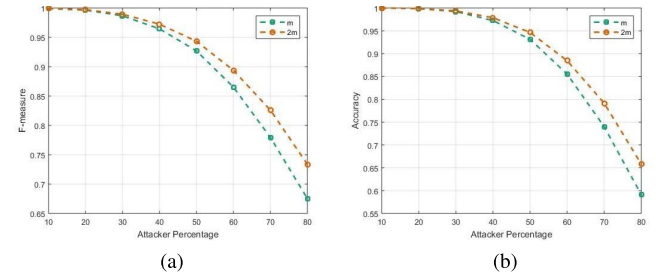 1
0.95
0.9
0.85
0.8
0.75
0.7
0.65
F-measure
10 20 30 40 50 60 70 80
Attacker Percentage
m
2m
(a)
1
0.95
0.9
0.85
0.8
0.75
0.7
0.65
0.6
0.55
Accuracy
10 20 30 40 50 60 70 80
Attacker Percentage
m
2m
(b)